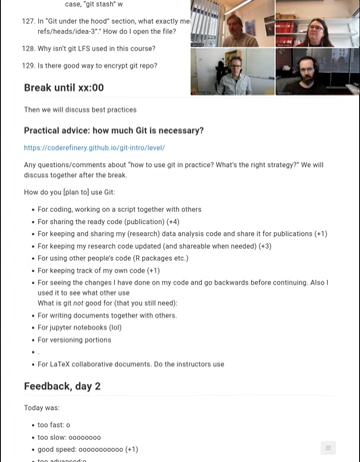 case, "git stash" w
127. In "Git under the hood" section, what exactly me
refs/heads/idea-3"." How do I open the file?
128. Why isn't git LFS used in this course?
129. Is there good way to encrypt git repo?
Break until xx:00
Then we will discuss best practices
Practical advice: how much Git is necessary?
https://coderefinery.github.io/git-intro/level/
Any questions/comments about "how to use git in practice? What's the right strategy?" We will
discuss together after the break.
How do you [plan to] use Git:
• For coding, working on a script together with others
• For sharing the ready code (publication) (+4)
• For keeping and sharing my (research) data analysis code and share it for publications (+1)
• For keeping my research code updated (and shareable when needed) (+3)
• For using other people's code (R packages etc.)
• For keeping track of my own code (+1)
• For seeing the changes I have done on my code and go backwards before continuing. Also I
used it to see what other use
What is git not good for (that you still need):
• For writing documents together with others.
• For jupyter notebooks (lol)
• For versioning portions
• .
• For LaTeX collaborative documents. Do the instructors use
Feedback, day 2
Today was:
• too fast: o
• too slow: oooooooo
• good speed: ooooooooooo (+1)
• too advanced:o